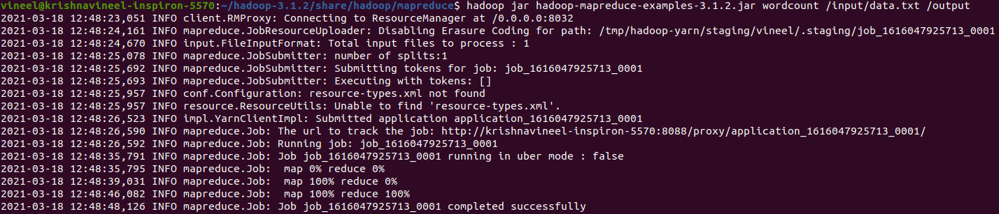 vineel@krishnavineel-inspiron-5570:~/hadoop-3.1.2/share/hadoop/mapreduce$ hadoop jar hadoop-mapreduce-examples-3.1.2.jar wordcount /input/data.txt /output
2021-03-18 12:48:23,051 INFO client.RMProxy: Connecting to ResourceManager at /0.0.0.0:8032
2021-03-18 12:48:24,161 INFO mapreduce.JobResourceUploader: Disabling Erasure Coding for path: /tmp/hadoop-yarn/staging/vineel/.staging/job_1616047925713_0001
2021-03-18 12:48:24,670 INFO input.FileInputFormat: Total input files to process : 1
2021-03-18 12:48:25,078 INFO mapreduce.JobSubmitter: number of splits:1
2021-03-18 12:48:25,692 INFO mapreduce.JobSubmitter: Submitting tokens for job: job_1616047925713_0001
2021-03-18 12:48:25,693 INFO mapreduce.JobSubmitter: Executing with tokens: []
2021-03-18 12:48:25,957 INFO conf.Configuration: resource-types.xml not found
2021-03-18 12:48:25,957 INFO resource.ResourceUtils: Unable to find 'resource-types.xml'.
2021-03-18 12:48:26,523 INFO impl.YarnClientImpl: Submitted application application_1616047925713_0001
2021-03-18 12:48:26,590 INFO mapreduce.Job: The url to track the job: http://krishnavineel-inspiron-5570:8088/proxy/application_1616047925713_0001/
2021-03-18 12:48:26,592 INFO mapreduce.Job: Running job: job_1616047925713_0001
2021-03-18 12:48:35,791 INFO mapreduce.Job: Job job_1616047925713_0001 running in uber mode : false
2021-03-18 12:48:35,795 INFO mapreduce.Job:  map 0% reduce 0%
2021-03-18 12:48:39,031 INFO mapreduce.Job:  map 100% reduce 0%
2021-03-18 12:48:46,082 INFO mapreduce.Job:  map 100% reduce 100%
2021-03-18 12:48:48,126 INFO mapreduce.Job: Job job_1616047925713_0001 completed successfully